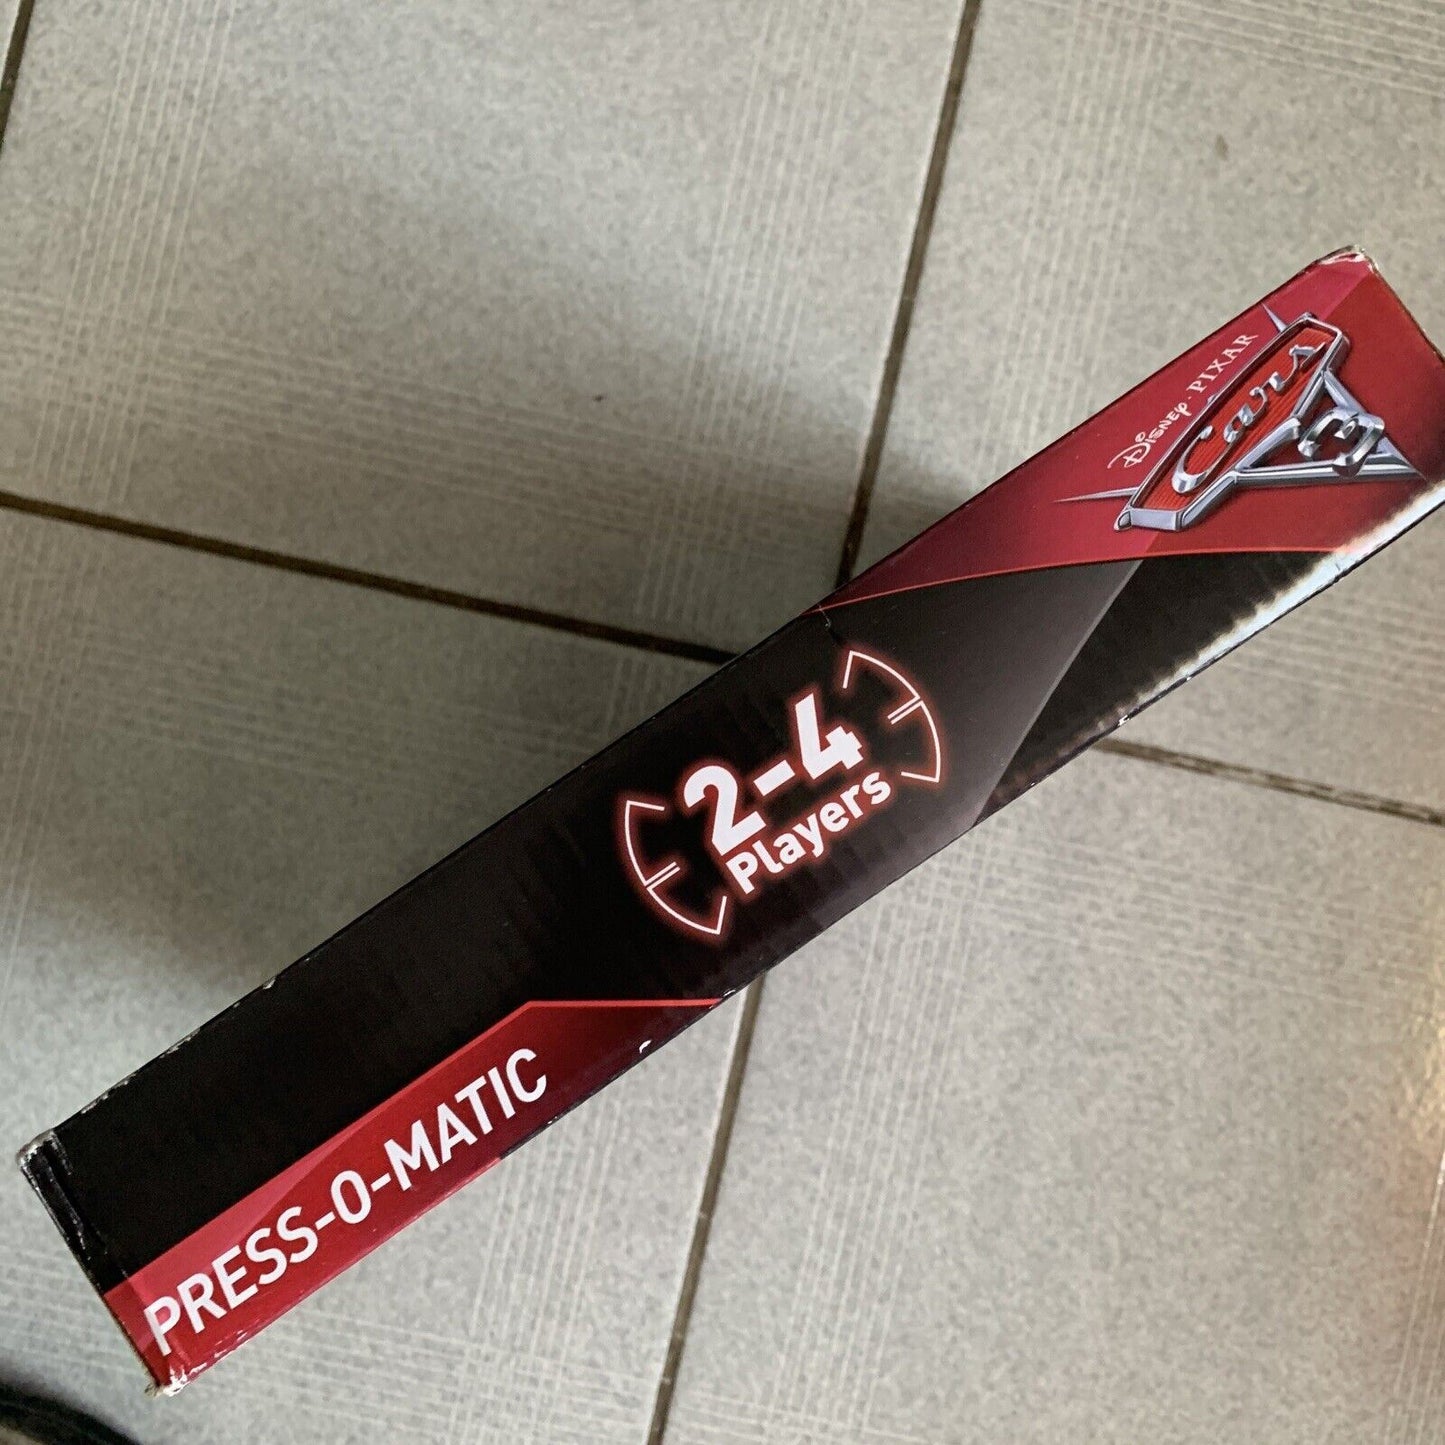 DISNEY · PIXAR
Cars
3
2-4
Players
PRESS-O-MATIC